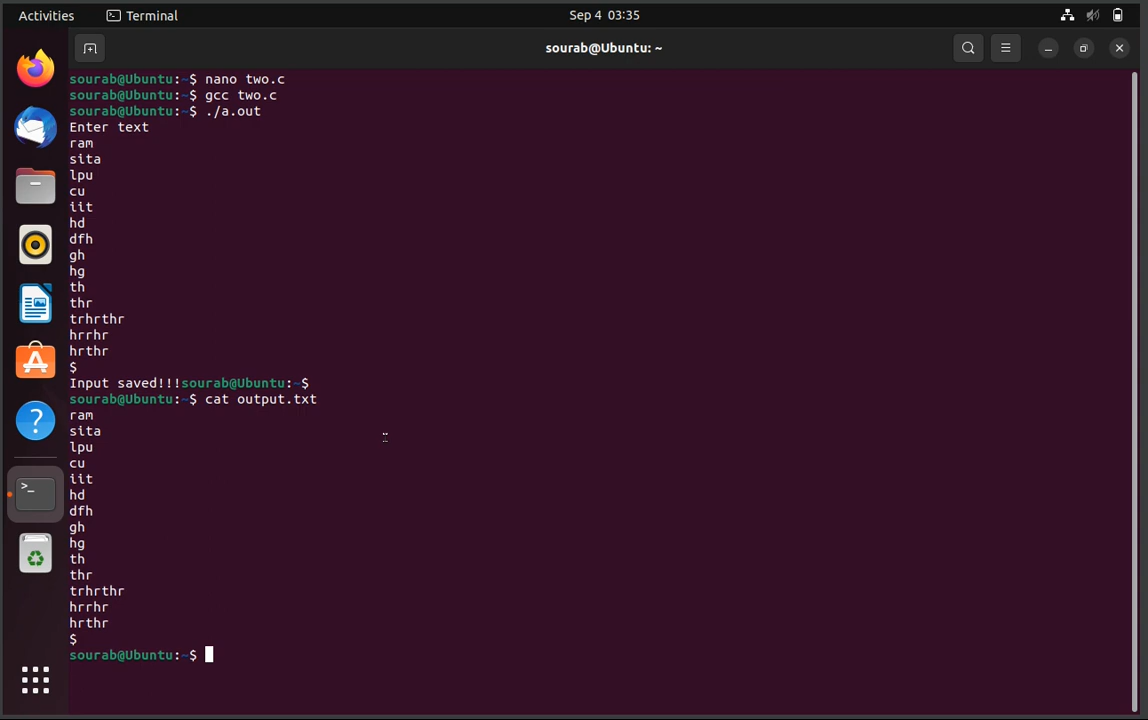 Activities Terminal Sep 4 03:35
sourab@Ubuntu: ~
sourab@Ubuntu:~$ nano two.c
sourab@Ubuntu:~$ gcc two.c
sourab@Ubuntu:~$ ./a.out
Enter text
ram
sita
lpu
cu
iit
hd
dfh
gh
hg
th
thr
trhrthr
hrrhr
hrthr
$
Input saved!!!sourab@Ubuntu:~$
sourab@Ubuntu:~$ cat output.txt
ram
sita
lpu
cu
iit
hd
dfh
gh
hg
th
thr
trhrthr
hrrhr
hrthr
$
sourab@Ubuntu:~$